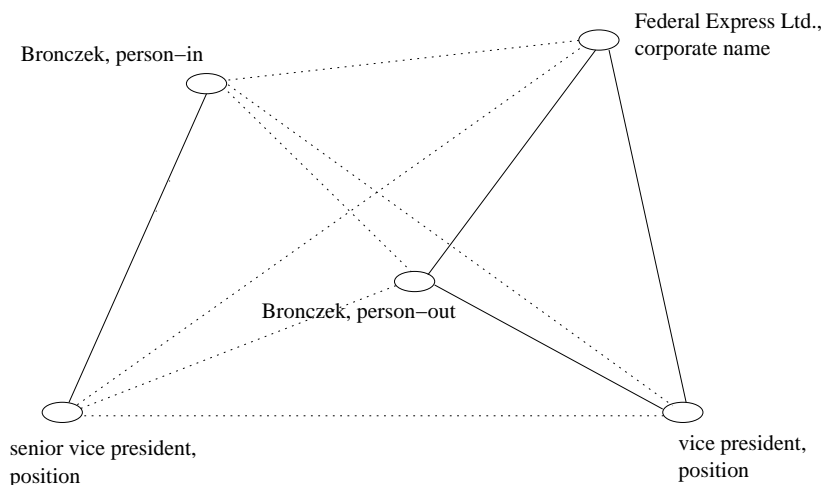 Federal Express Ltd.,
corporate name
Bronczek, person−in
Bronczek, person−out
senior vice president,
position
vice president,
position